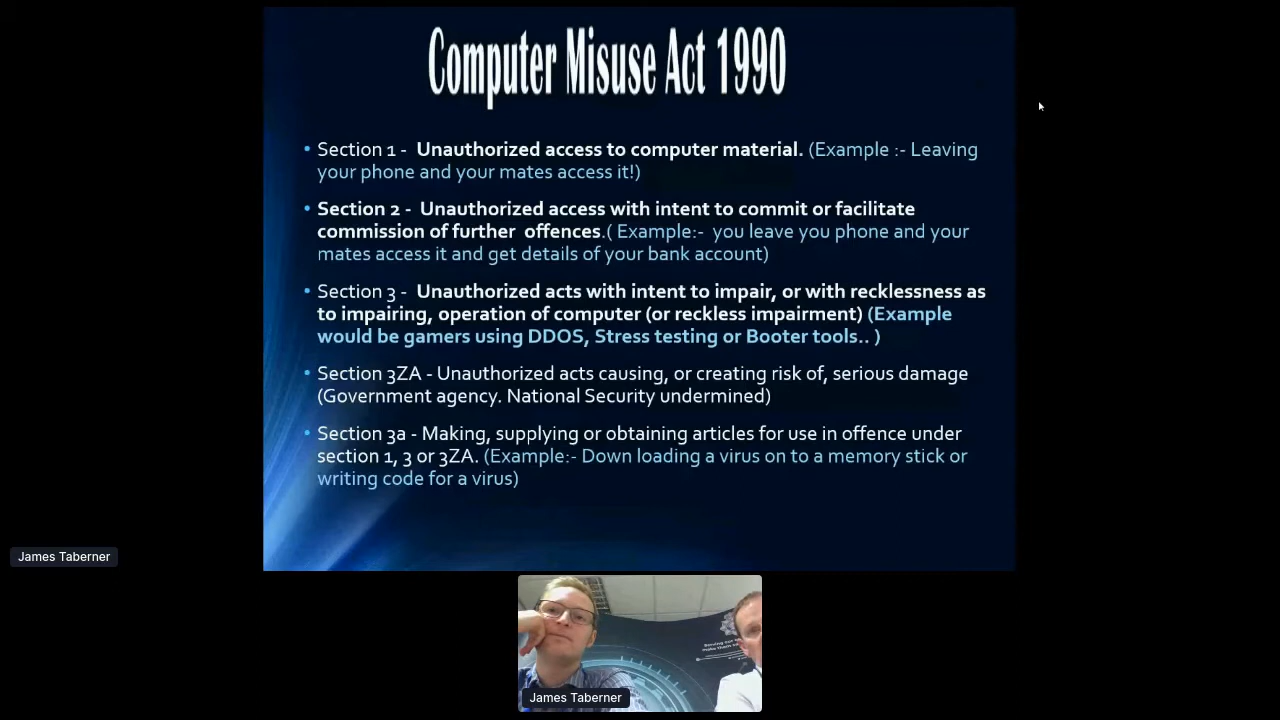 Computer Misuse Act 1990
• Section 1 - Unauthorized access to computer material. (Example :- Leaving
your phone and your mates access it!)
• Section 2 - Unauthorized access with intent to commit or facilitate
commission of further offences.( Example:- you leave you phone and your
mates access it and get details of your bank account)
• Section 3 - Unauthorized acts with intent to impair, or with recklessness as
to impairing, operation of computer (or reckless impairment) (Example
would be gamers using DDOS, Stress testing or Booter tools.. )
• Section 3ZA - Unauthorized acts causing, or creating risk of, serious damage
(Government agency. National Security undermined)
• Section 3a - Making, supplying or obtaining articles for use in offence under
section 1, 3 or 3ZA. (Example:- Down loading a virus on to a memory stick or
writing code for a virus)
James Taberner
James Taberner